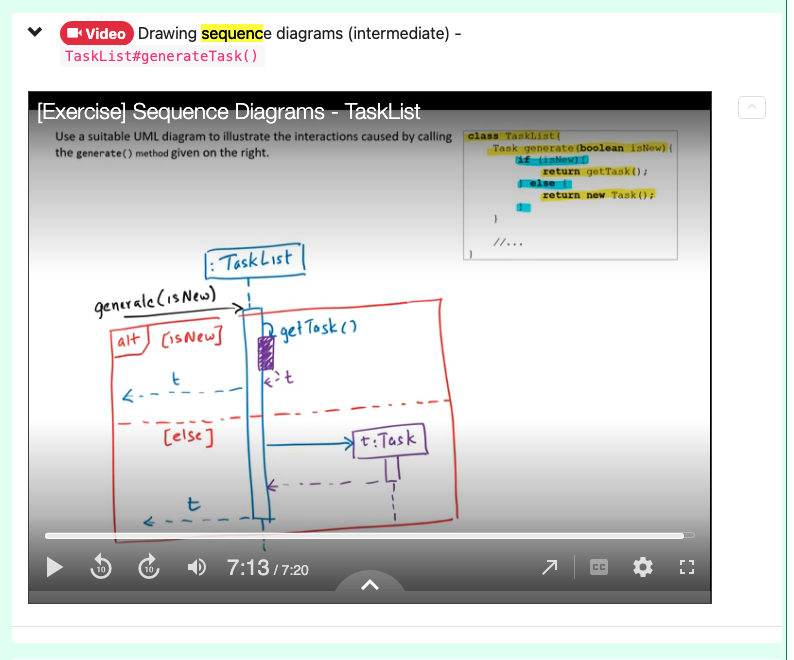 Video Drawing sequence diagrams (intermediate) -
TaskList#generateTask()
[Exercise] Sequence Diagrams - TaskList
Use a suitable UML diagram to illustrate the interactions caused by calling
the generate() method given on the right.
class TaskList{
Task generate(boolean isNew){
if (isNew){
return getTask();
} else {
return new Task();
}
}
//...
}
: TaskList
generate(isNew)
alt [isNew]
getTask()
t
t
[else]
t:Task
t
10
10
7:13 / 7:20
CC